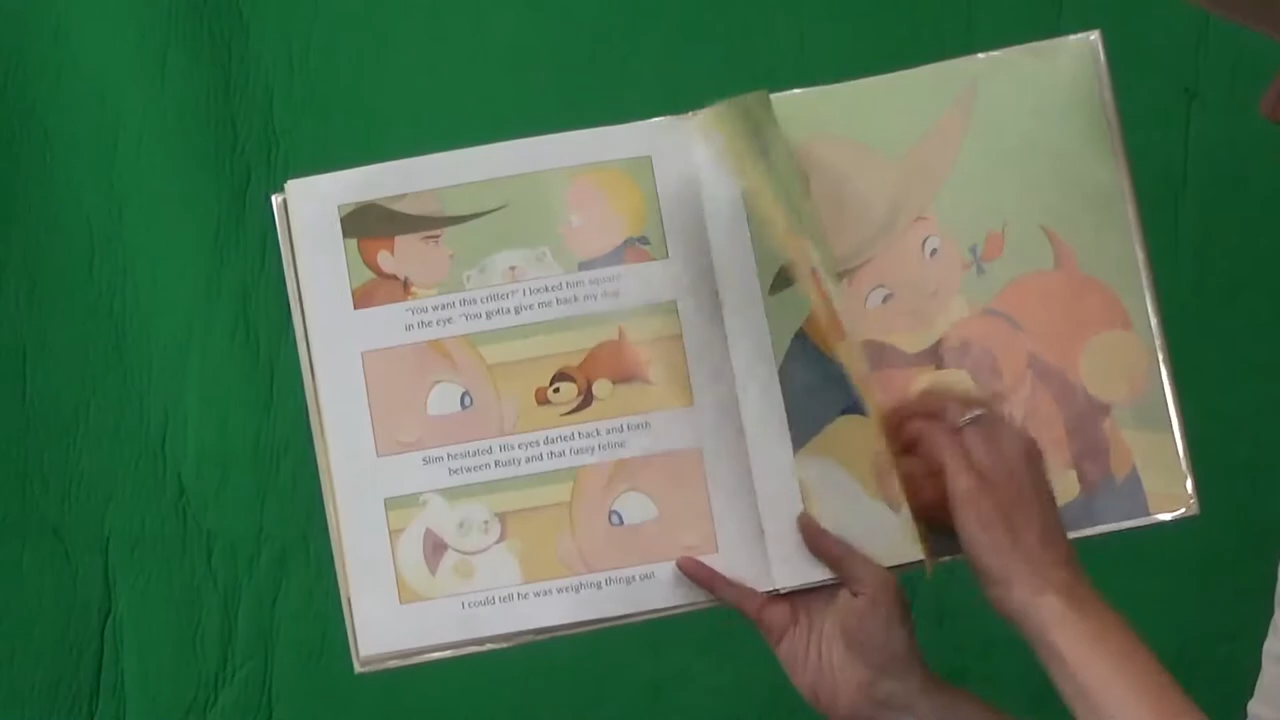 "You want this critter?" I looked him square
in the eye. "You gotta give me back my dog.
Slim hesitated. His eyes darted back and forth
between Rusty and that fussy feline.
I could tell he was weighing things out.